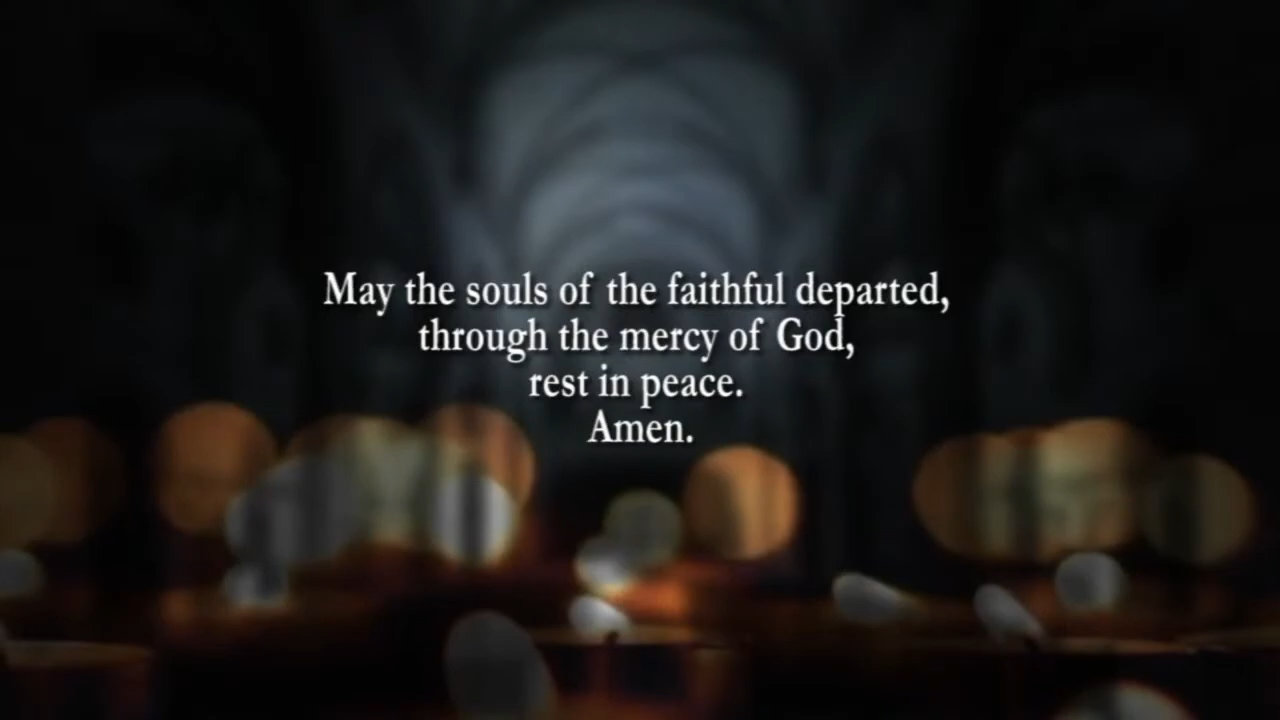 May the souls of the faithful departed,
through the mercy of God,
rest in peace.
Amen.